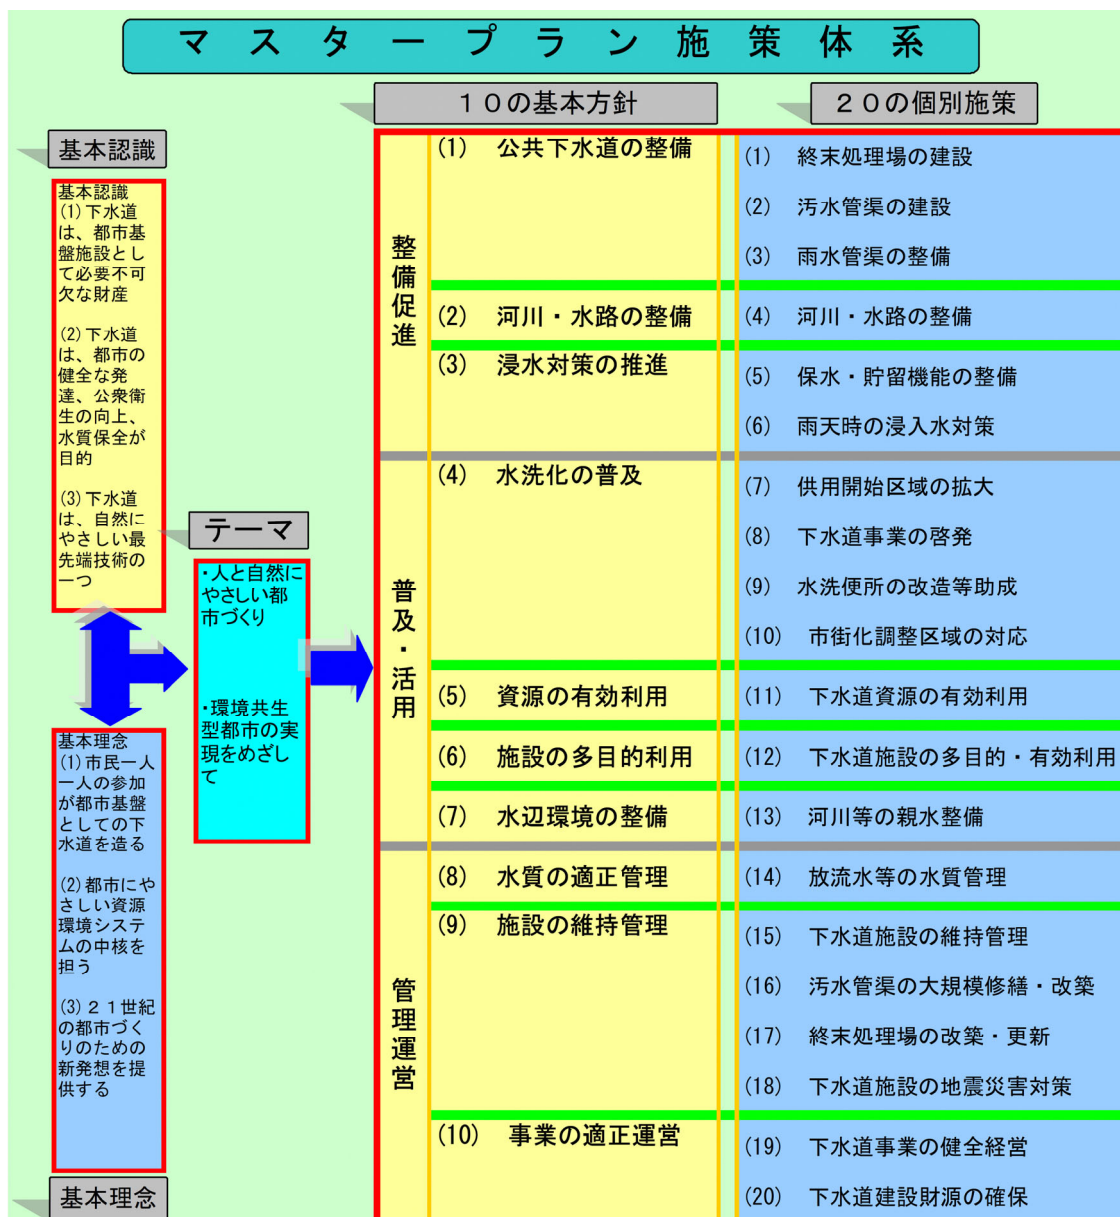 マスタープラン施策体系
10の基本方針
20の個別施策
基本認識
基本認識
(1)下水道
は、都市基
盤施設とし
て必要不可
欠な財産
(2)下水道
は、都市の
健全な発
達、公衆衛
生の向上、
水質保全が
目的
(3)下水道
は、自然に
やさしい最
先端技術の
一つ
テーマ
・人と自然に
やさしい都
市づくり
・環境共生
型都市の実
現をめざし
て
基本理念
(1)市民一人
一人の参加
が都市基盤
としての下
水道を造る
(2)都市にや
さしい資源
環境システ
ムの中核を
担う
(3)21世紀
の都市づく
りのための
新発想を提
供する
基本理念
整備促進
(1) 公共下水道の整備
(1) 終末処理場の建設
(2) 汚水管渠の建設
(3) 雨水管渠の整備
(2) 河川・水路の整備
(4) 河川・水路の整備
(3) 浸水対策の推進
(5) 保水・貯留機能の整備
(6) 雨天時の浸入水対策
普及・活用
(4) 水洗化の普及
(7) 供用開始区域の拡大
(8) 下水道事業の啓発
(9) 水洗便所の改造等助成
(10) 市街化調整区域の対応
(5) 資源の有効利用
(11) 下水道資源の有効利用
(6) 施設の多目的利用
(12) 下水道施設の多目的・有効利用
(7) 水辺環境の整備
(13) 河川等の親水整備
管理運営
(8) 水質の適正管理
(14) 放流水等の水質管理
(9) 施設の維持管理
(15) 下水道施設の維持管理
(16) 汚水管渠の大規模修繕・改築
(17) 終末処理場の改築・更新
(18) 下水道施設の地震災害対策
(10) 事業の適正運営
(19) 下水道事業の健全経営
(20) 下水道建設財源の確保